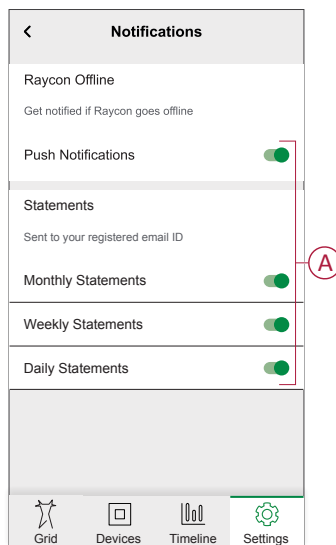 Notifications
Raycon Offline
Get notified if Raycon goes offline
Push Notifications
Statements
Sent to your registered email ID
Monthly Statements
A
Weekly Statements
Daily Statements
Grid Devices Timeline Settings